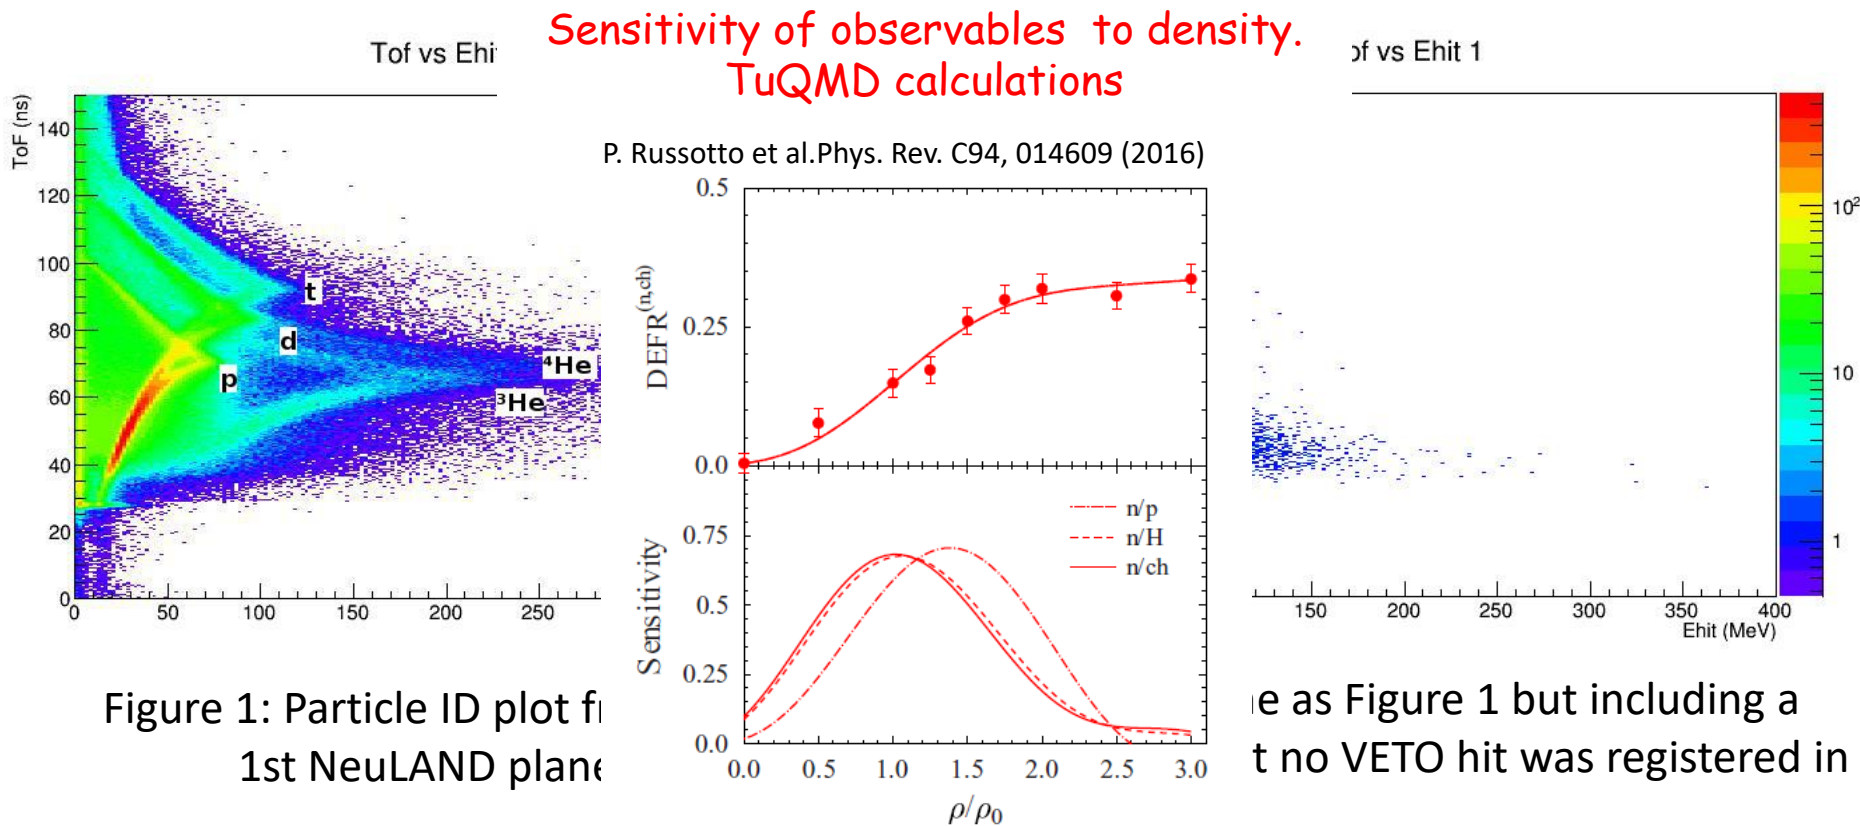 Sensitivity of observables to density.
TuQMD calculations
P. Russotto et al.Phys. Rev. C94, 014609 (2016)
Tof vs Ehi
ToF (ns)
140
120
100
80
60
40
20
0
0 50 100 150 200 250
t
d
p
⁴He
³He
DEFR(n,ch)
0.5
0.25
0.0
Sensitivity
0.75
0.5
0.25
0.0
n/p
n/H
n/ch
0.0 0.5 1.0 1.5 2.0 2.5 3.0
ρ/ρ₀
of vs Ehit 1
10²
10
1
150 200 250 300 350 400
Ehit (MeV)
Figure 1: Particle ID plot f
1st NeuLAND plane
e as Figure 1 but including a
t no VETO hit was registered in